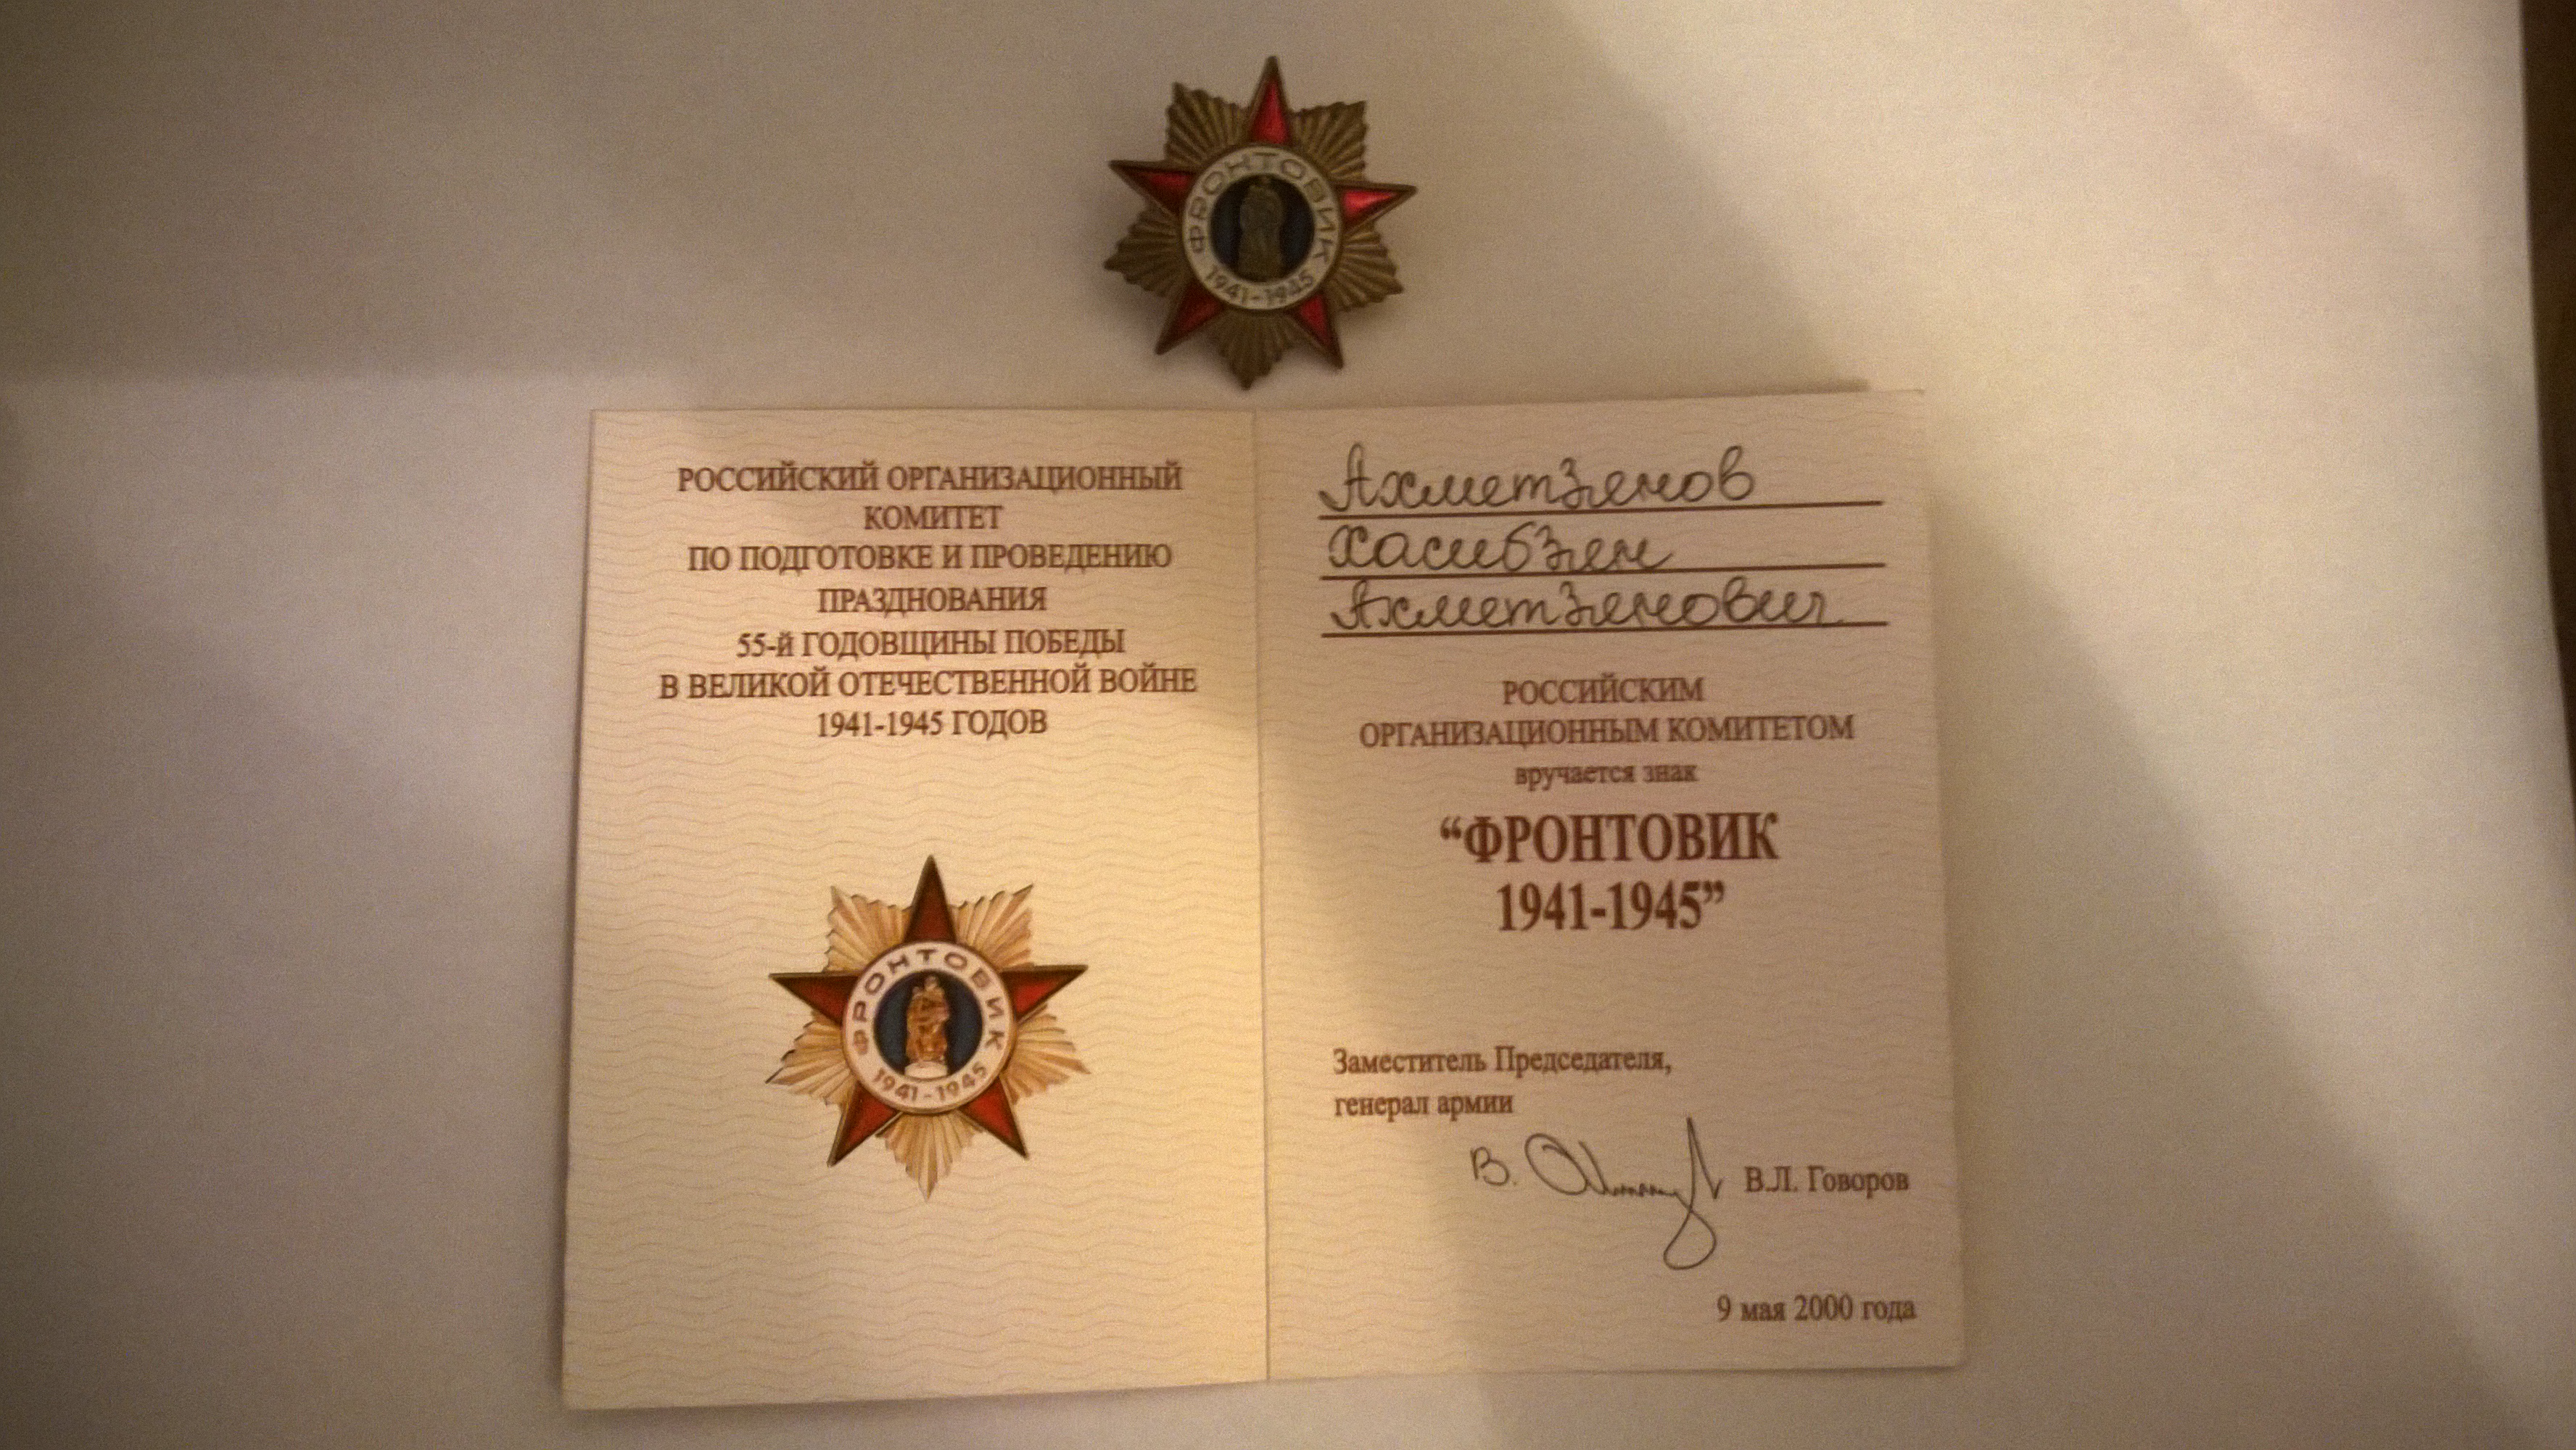 ФРОНТОВИК
1941-1945
РОССИЙСКИЙ ОРГАНИЗАЦИОННЫЙ
КОМИТЕТ
ПО ПОДГОТОВКЕ И ПРОВЕДЕНИЮ
ПРАЗДНОВАНИЯ
55-й ГОДОВЩИНЫ ПОБЕДЫ
В ВЕЛИКОЙ ОТЕЧЕСТВЕННОЙ ВОЙНЕ
1941-1945 ГОДОВ
ФРОНТОВИК
1941-1945
Ахметзянов
Хасибзян
Ахметзянович
РОССИЙСКИМ
ОРГАНИЗАЦИОННЫМ КОМИТЕТОМ
вручается знак
“ФРОНТОВИК
1941-1945”
Заместитель Председателя,
генерал армии
В.Л. Говоров
9 мая 2000 года